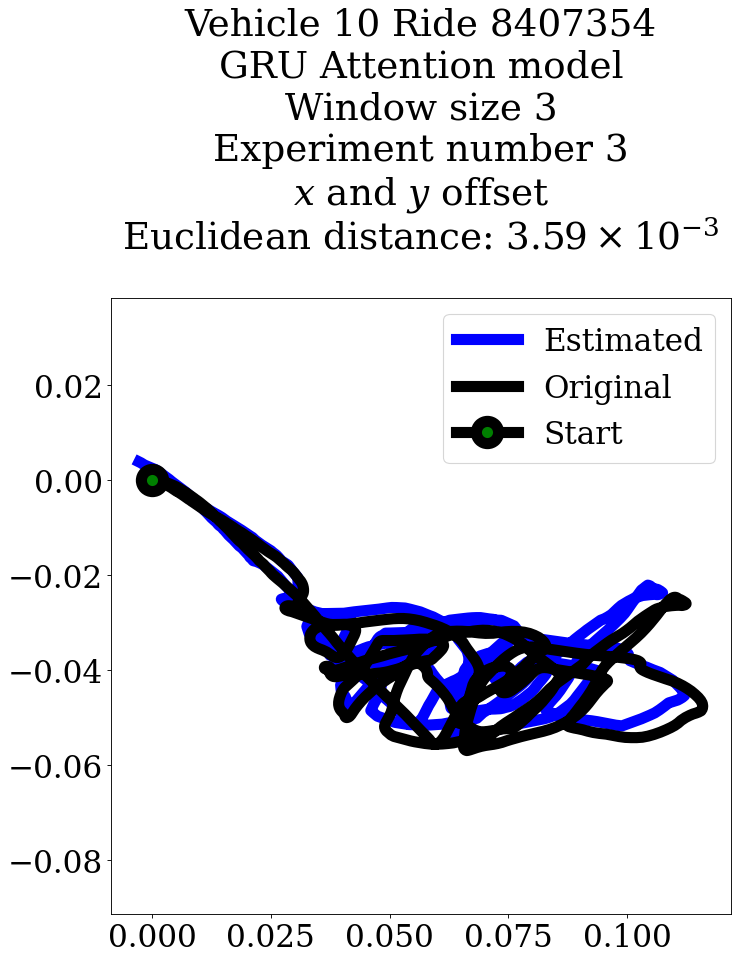 Vehicle 10 Ride 8407354
GRU Attention model
Window size 3
Experiment number 3
x and y offset
Euclidean distance: 3.59 × 10⁻³
Estimated
Original
Start
0.02
0.00
−0.02
−0.04
−0.06
−0.08
0.000 0.025 0.050 0.075 0.100